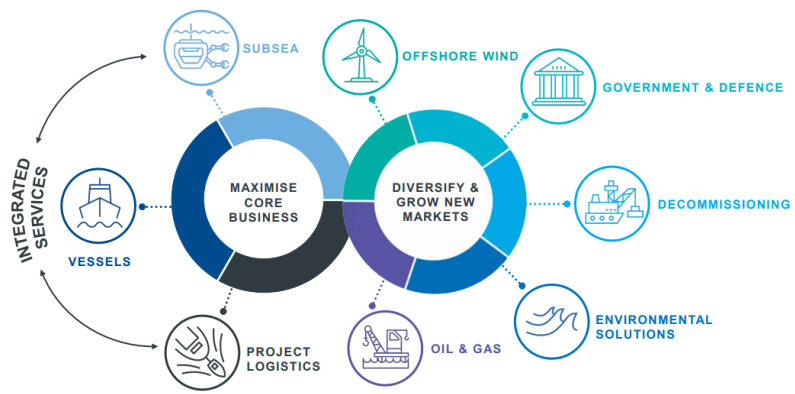 SUBSEA
OFFSHORE WIND
GOVERNMENT & DEFENCE
INTEGRATED
SERVICES
MAXIMISE
CORE
BUSINESS
DIVERSIFY &
GROW NEW
MARKETS
DECOMMISSIONING
VESSELS
PROJECT
LOGISTICS
OIL & GAS
ENVIRONMENTAL
SOLUTIONS